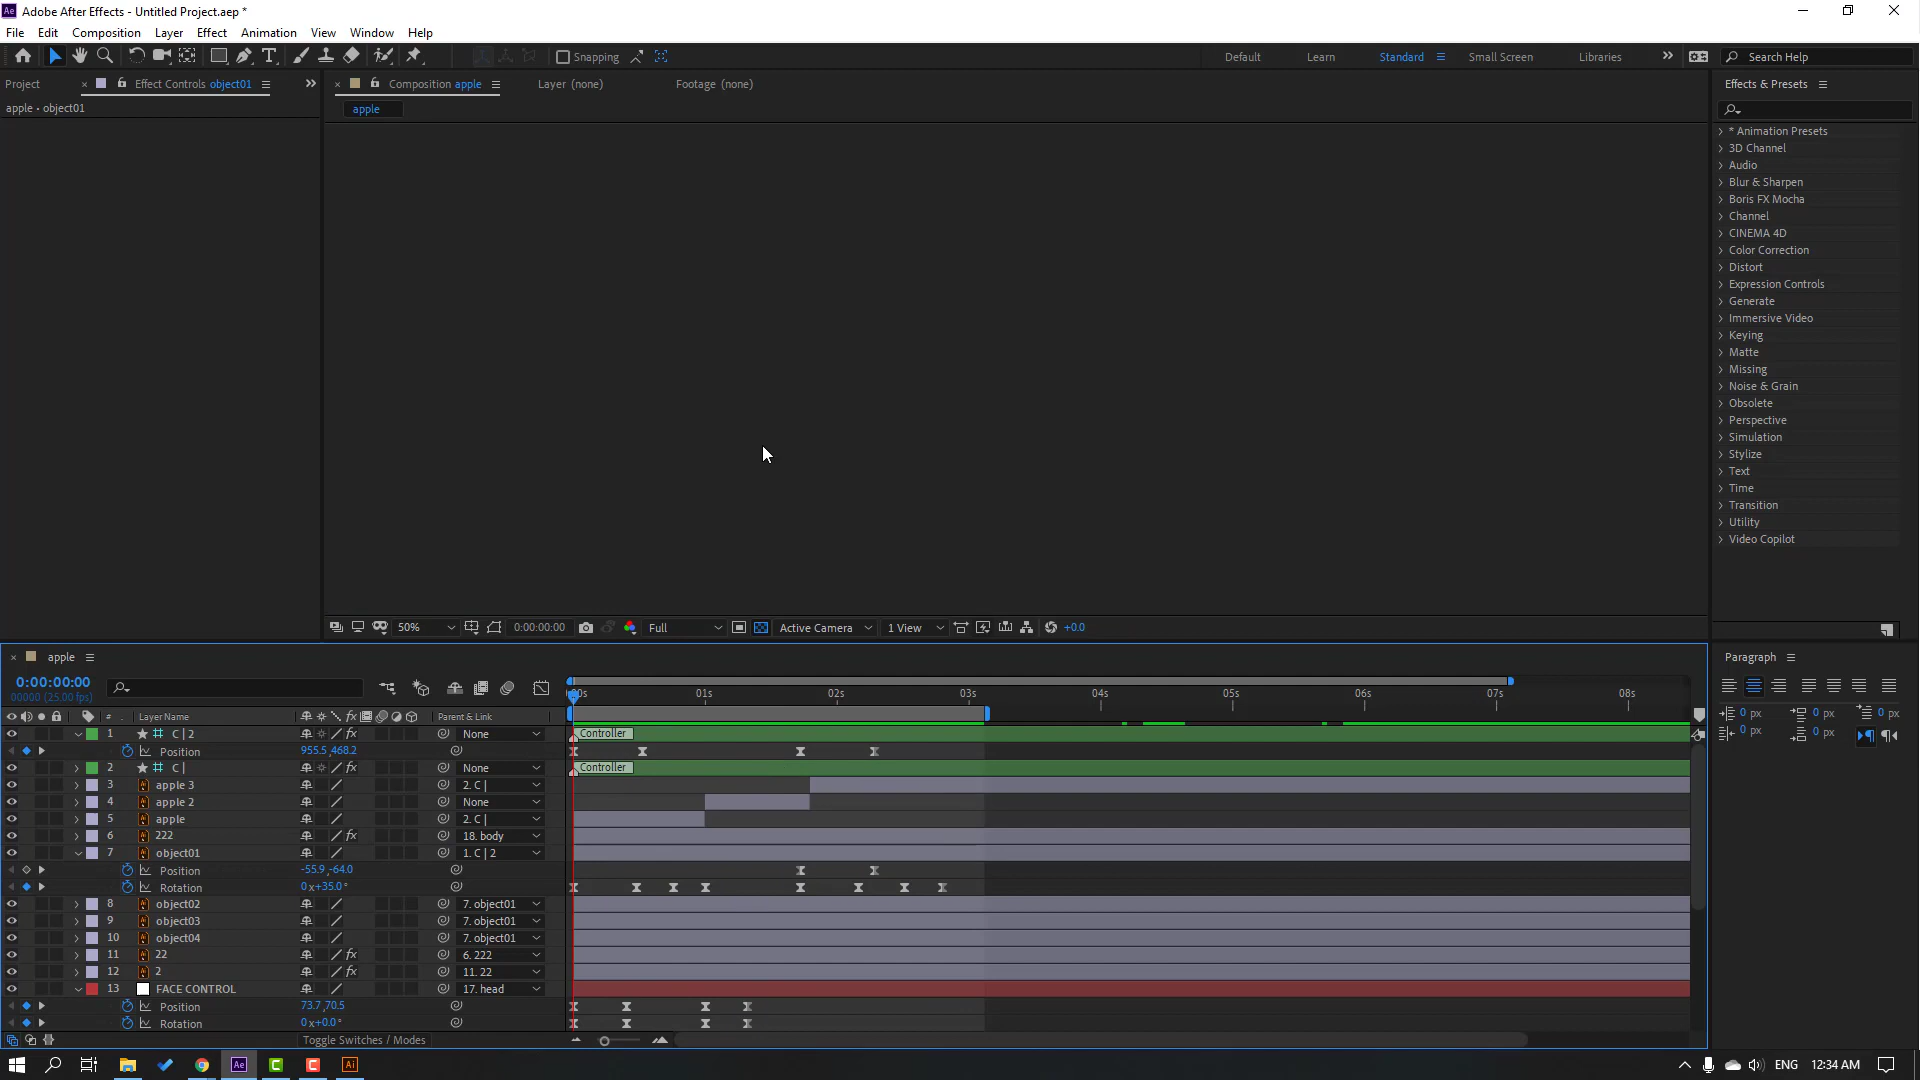 Adobe After Effects - Untitled Project.aep *
File Edit Composition Layer Effect Animation View Window Help
Snapping Default Learn Standard Small Screen Libraries Search Help
Project Effect Controls object01 Composition apple Layer (none) Footage (none) Effects & Presets
apple • object01
apple
* Animation Presets
3D Channel
Audio
Blur & Sharpen
Boris FX Mocha
Channel
CINEMA 4D
Color Correction
Distort
Expression Controls
Generate
Immersive Video
Keying
Matte
Missing
Noise & Grain
Obsolete
Perspective
Simulation
Stylize
Text
Time
Transition
Utility
Video Copilot
50% 0:00:00:00 Full Active Camera 1 View +0.0
apple Paragraph
0:00:00:00
00000 (25.00 fps)
00s 01s 02s 03s 04s 05s 06s 07s 08s
0 px 0 px 0 px
0 px 0 px
# Layer Name fx Parent & Link
1 C | 2 fx None Controller
Position 955.5,468.2
2 C | fx None Controller
3 apple 3 2. C |
4 apple 2 None
5 apple 2. C |
6 222 fx 18. body
7 object01 1. C | 2
Position -55.9,-64.0
Rotation 0x+35.0°
8 object02 7. object01
9 object03 7. object01
10 object04 7. object01
11 22 fx 6. 222
12 2 fx 11. 22
13 FACE CONTROL 17. head
Position 73.7,70.5
Rotation 0x+0.0°
Toggle Switches / Modes
Ae Ai ENG 12:34 AM